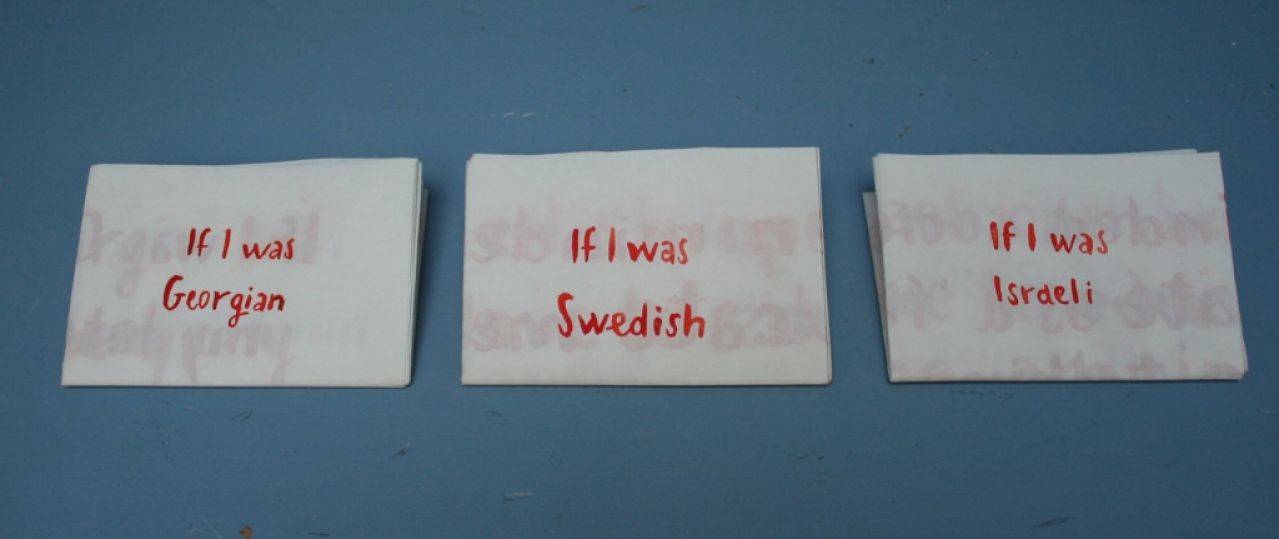 If I was
Georgian
If I was
Swedish
If I was
Israeli